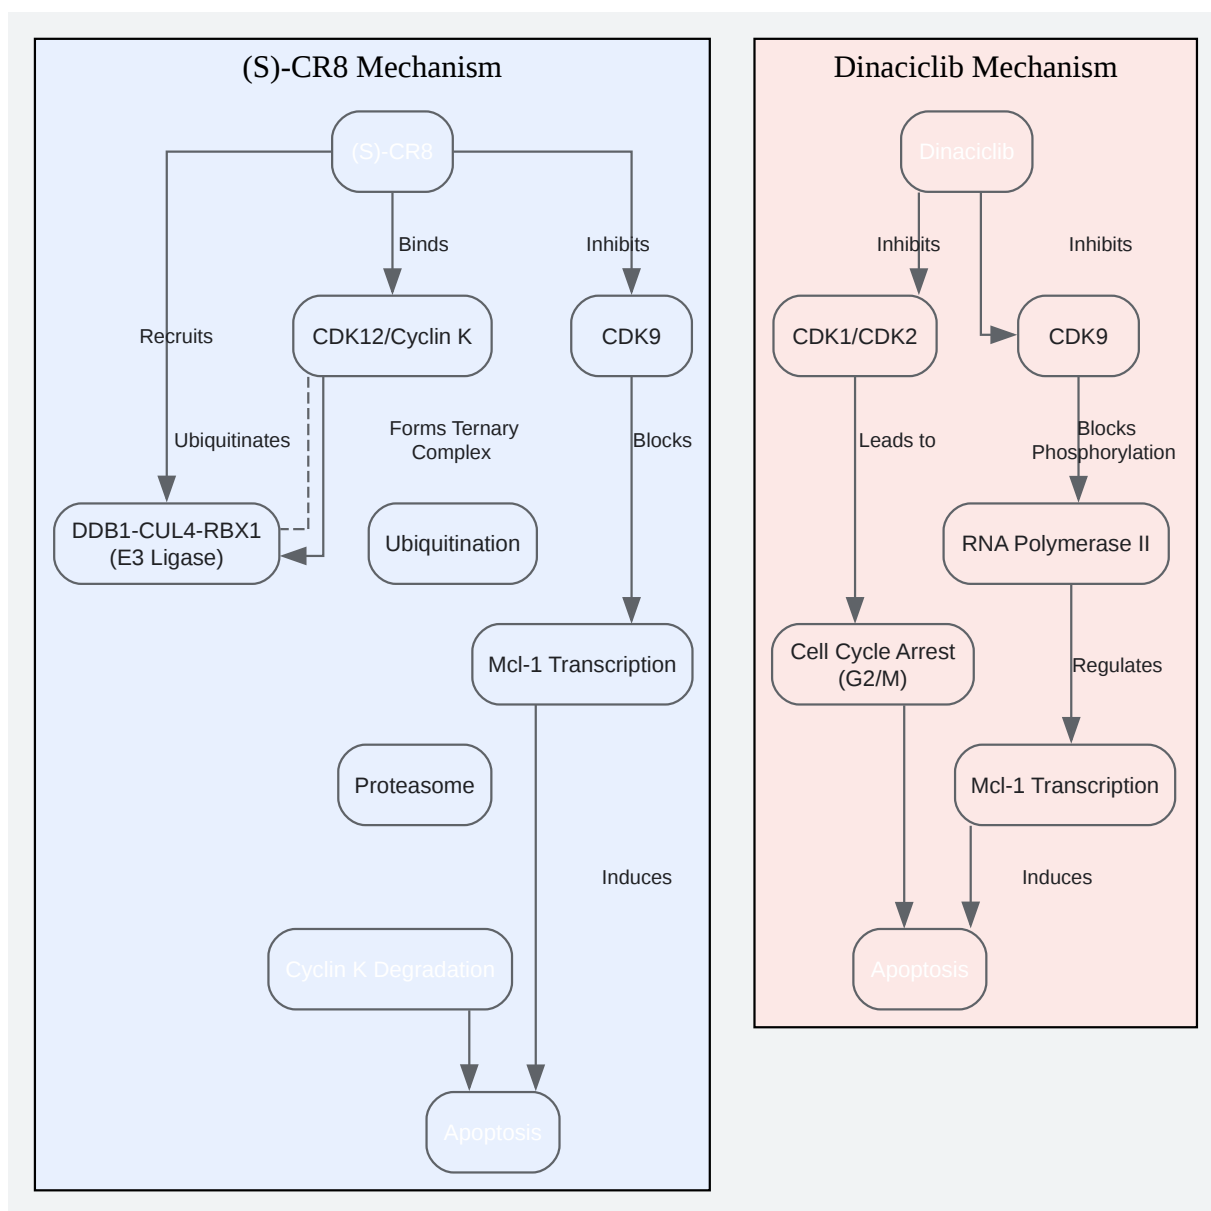 (S)-CR8 Mechanism
(S)-CR8
Binds
Inhibits
Recruits
CDK12/Cyclin K
CDK9
Ubiquitinates
Forms Ternary
Complex
Blocks
DDB1-CUL4-RBX1
(E3 Ligase)
Ubiquitination
Mcl-1 Transcription
Proteasome
Induces
Cyclin K Degradation
Apoptosis
Dinaciclib Mechanism
Dinaciclib
Inhibits
Inhibits
CDK1/CDK2
CDK9
Leads to
Blocks
Phosphorylation
RNA Polymerase II
Cell Cycle Arrest
(G2/M)
Regulates
Mcl-1 Transcription
Induces
Apoptosis